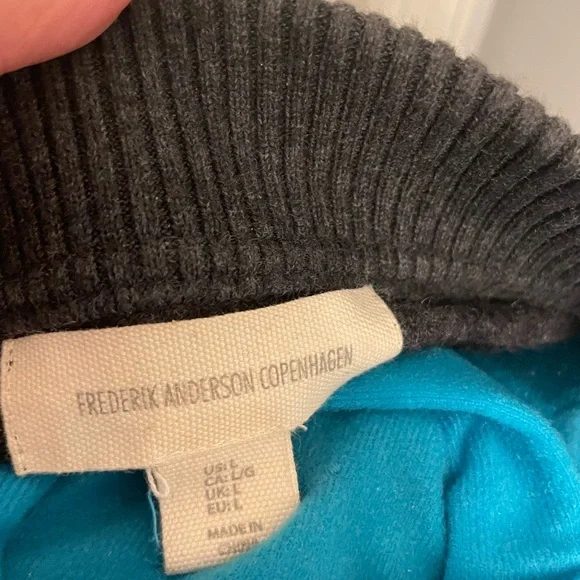 FREDERIK ANDERSON COPENHAGEN
US: L
CA: L/G
UK: L
EU: L
MADE IN
CHINA